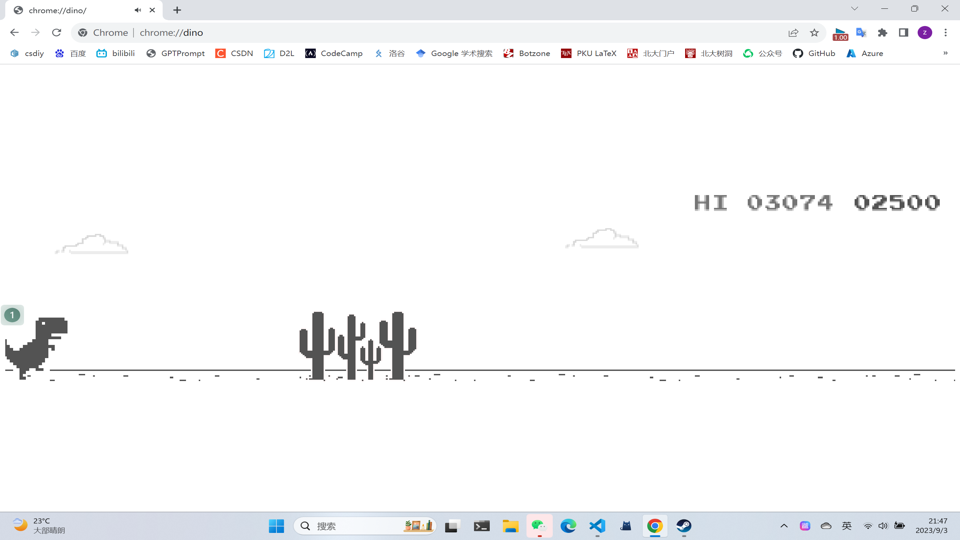 chrome://dino/
Chrome | chrome://dino
1.00
z
csdiy 百度 bilibili GPTPrompt CSDN D2L CodeCamp 洛谷 Google 学术搜索 Botzone PKU LaTeX 北大门户 北大树洞 公众号 GitHub Azure »
HI 03074 02500
1
23°C
大部晴朗
搜索
英
21:47
2023/9/3